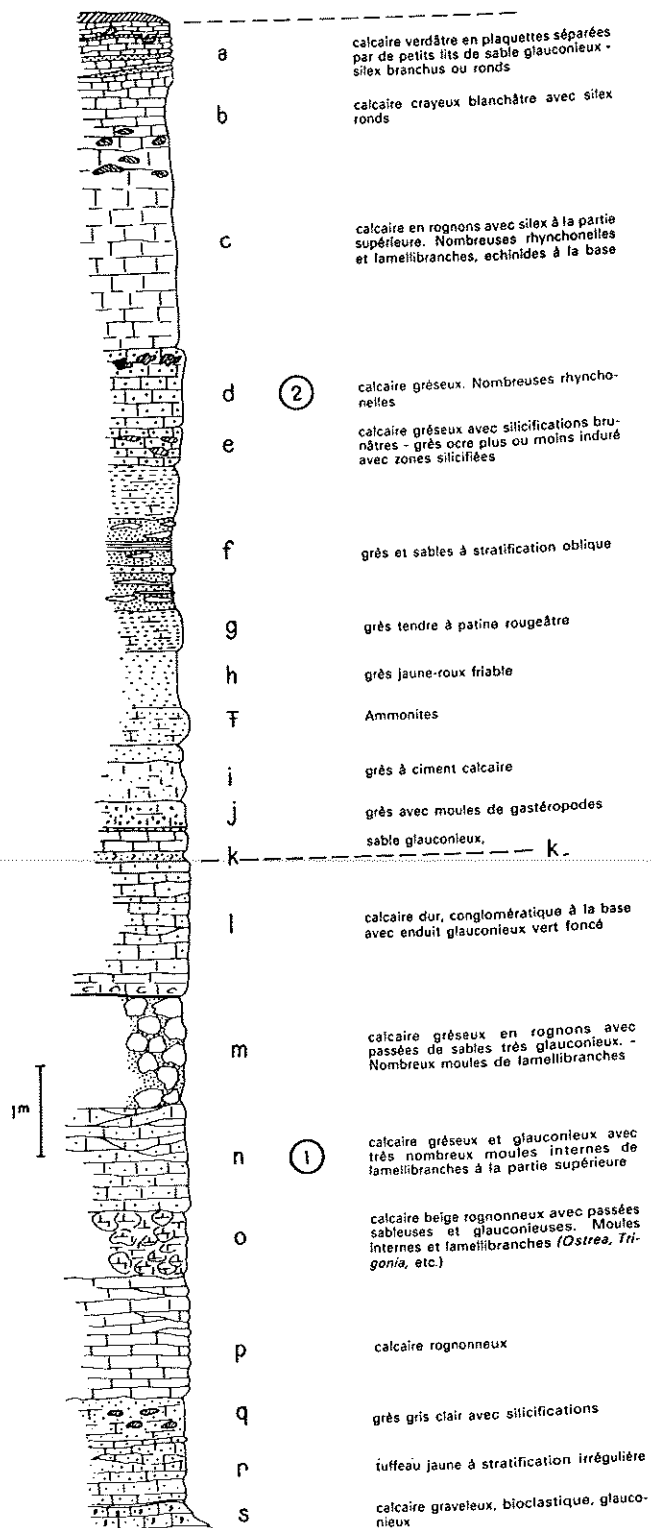 a
calcaire verdâtre en plaquettes séparées
par de petits lits de sable glauconieux -
silex branchus ou ronds
b
calcaire crayeux blanchâtre avec silex
ronds
c
calcaire en rognons avec silex à la partie
supérieure. Nombreuses rhynchonelles
et lamellibranches, echinides à la base
d
2
calcaire gréseux. Nombreuses rhyncho-
nelles
e
calcaire gréseux avec silicifications bru-
nâtres - grès ocre plus ou moins induré
avec zones silicifiées
f
grès et sables à stratification oblique
g
grès tendre à patine rougeâtre
h
grès jaune-roux friable
Ŧ
Ammonites
i
grès à ciment calcaire
j
grès avec moules de gastéropodes
sable glauconieux,
k
k.
l
calcaire dur, conglomératique à la base
avec enduit glauconieux vert foncé
m
calcaire gréseux en rognons avec
passées de sables très glauconieux. -
Nombreux moules de lamellibranches
1m
n
1
calcaire gréseux et glauconieux avec
très nombreux moules internes de
lamellibranches à la partie supérieure
o
calcaire beige rognonneux avec passées
sableuses et glauconieuses. Moules
internes et lamellibranches (Ostrea, Tri-
gonia, etc.)
p
calcaire rognonneux
q
grès gris clair avec silicifications
r
tuffeau jaune à stratification irrégulière
s
calcaire graveleux, bioclastique, glauco-
nieux